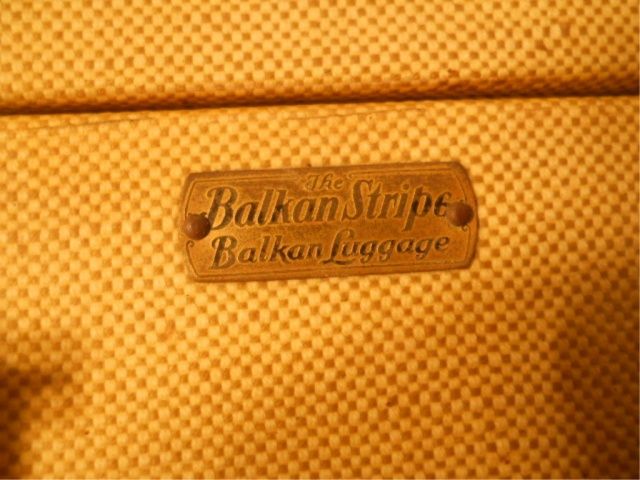 The
Balkan Stripe
Balkan Luggage